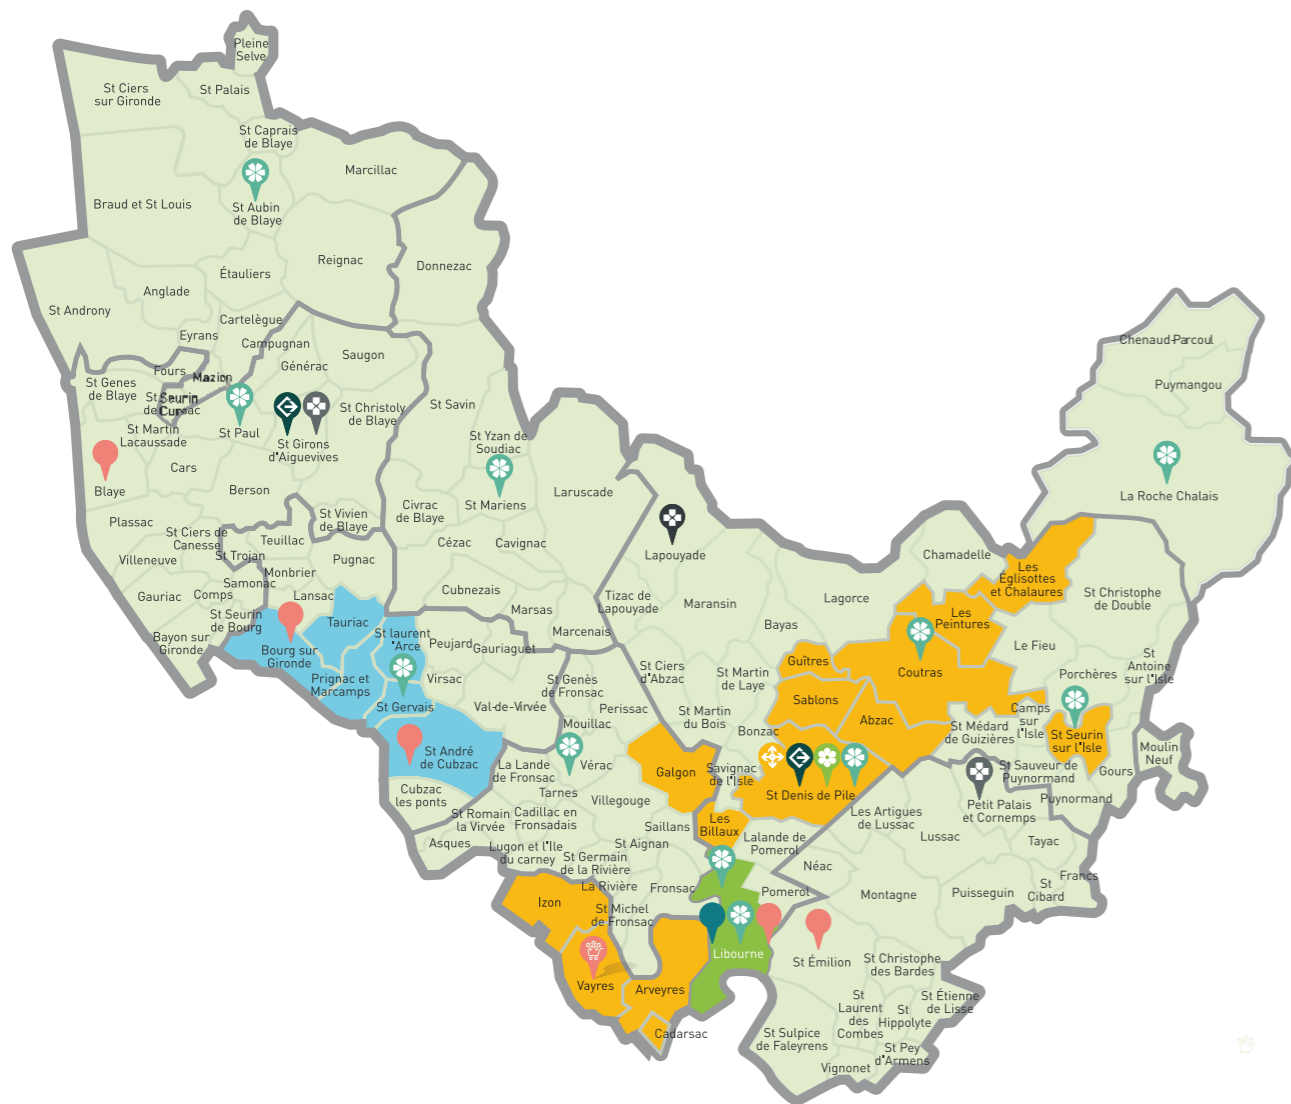 Pleine
Selve
St Ciers
sur Gironde
St Palais
St Caprais
de Blaye
Marcillac
Braud et St Louis
St Aubin
de Blaye
Reignac
Donnezac
Étauliers
Anglade
St Androny
Cartelègue
Eyrans
Campugnan
Saugon
Générac
Fours
Mazion
St Genes
de Blaye
St Seurin
de Cursac
St Christoly
de Blaye
St Savin
St Martin
Lacaussade
St Paul
St Girons
d'Aiguevives
St Yzan de
Soudiac
Cars
Blaye
Berson
St Mariens
Laruscade
Civrac
de Blaye
St Vivien
de Blaye
Plassac
St Ciers de
Canesse
Teuillac
Cézac
Cavignac
St Trojan
Villeneuve
Pugnac
Monbrier
Samonac
Comps
Gauriac
Lansac
Cubnezais
Marsas
Marcenais
St Seurin
de Bourg
Tauriac
Bayon sur
Gironde
Bourg sur
Gironde
St laurent
'Arce
Peujard
Gauriaguet
Prignac et
Marcamps
Virsac
St Gervais
Val-de-Virvée
St Genès
de Fronsac
Périssac
Mouillac
St André
de Cubzac
Cubzac
les ponts
La Lande
de Fronsac
Vérac
Tarnes
St Romain
la Virvée
Cadillac en
Fronsadais
Villegouge
Asques
Lugon et l'Ile
du carney
St Germain
de la Rivière
La Rivière
Saillans
St Aignan
Fronsac
St Michel
de Fronsac
Izon
Vayres
Arveyres
Cadarsac
Lapouyade
Tizac de
Lapouyade
Maransin
Bayas
Lagorce
Chamadelle
St Ciers
d'Abzac
St Martin
de Laye
St Martin
du Bois
Guîtres
Sablons
Bonzac
Abzac
Galgon
Savignac
de l'Isle
St Denis de Pile
Les
Billaux
Lalande de
Pomerol
Pomerol
Libourne
Néac
Les Artigues
de Lussac
Lussac
Montagne
Puisseguin
St Émilion
St Christophe
des Bardes
St
Laurent
des
Combes
St
Hippolyte
St Étienne
de Lisse
St Sulpice
de Faleyrens
St Pey
d'Armens
Vignonet
Chenaud-Parcoul
Puymangou
La Roche Chalais
Les
Églisottes
et Chalaures
Les
Peintures
Coutras
St Christophe
de Double
Le Fieu
Porchères
St
Antoine
sur l'Isle
Camps
sur
l'Isle
St Médard
de Guizières
St Seurin
sur l'Isle
Moulin
Neuf
Gours
St Sauveur de
Puynormand
Puynormand
Petit Palais
et Cornemps
Tayac
Francs
St
Cibard